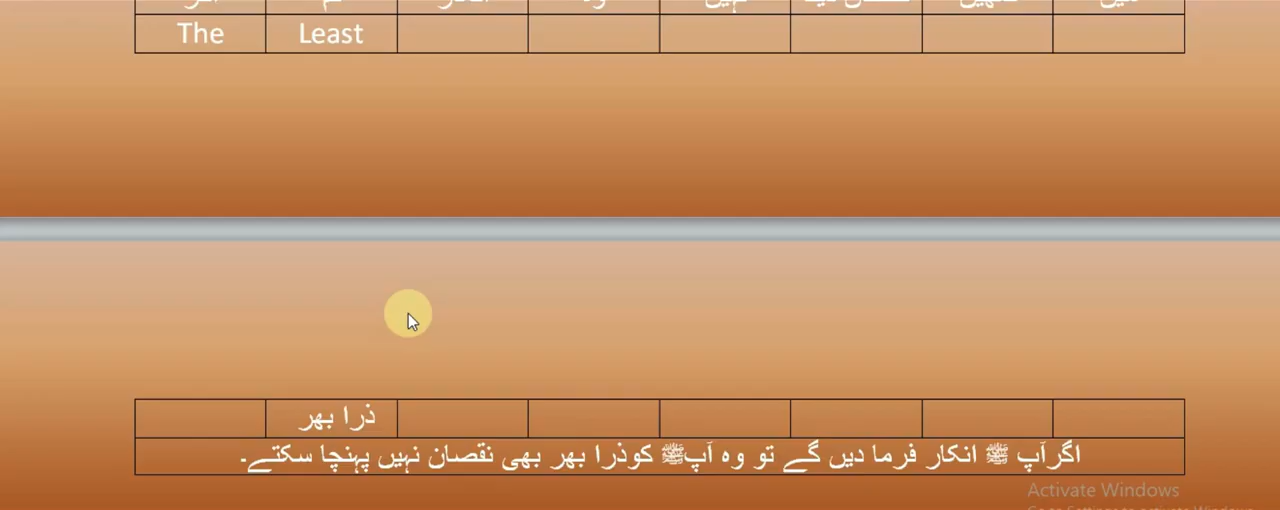 The Least
ذرا بھر
اگرآپ ﷺ انکار فرما دیں گے تو وہ آپﷺ کوذرا بھر بھی نقصان نہیں پہنچا سکتے۔
Activate Windows